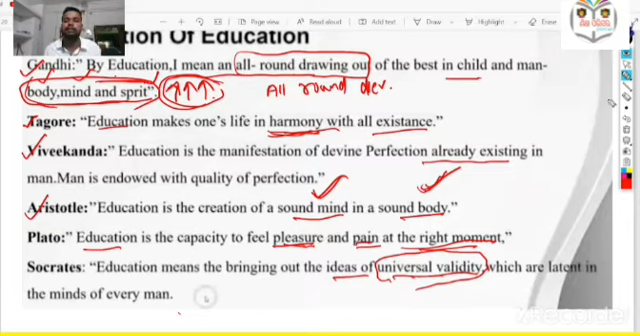 Page view
Read aloud
Add text
Draw
Highlight
Erase
tion Of Education
Gandhi:” By Education,I mean an all- round drawing out of the best in child and man-
body,mind and sprit”
All round dev.
Tagore: “Education makes one’s life in harmony with all existance.”
Viveekanda:” Education is the manifestation of devine Perfection already existing in
man.Man is endowed with quality of perfection.”
Aristotle:”Education is the creation of a sound mind in a sound body.”
Plato:” Education is the capacity to feel pleasure and pain at the right moment,”
Socrates: “Education means the bringing out the ideas of universal validity,which are latent in
the minds of every man.
XRecorder